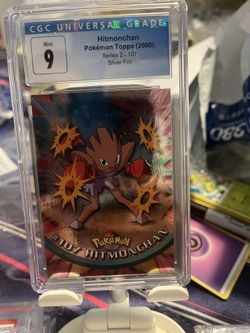 CGC UNIVERSAL GRADE
Mint
9
Hitmonchan
Pokémon Topps (2000)
Series 2 - 107
Silver Foil
POKéMON
#107 HITMONCHAN